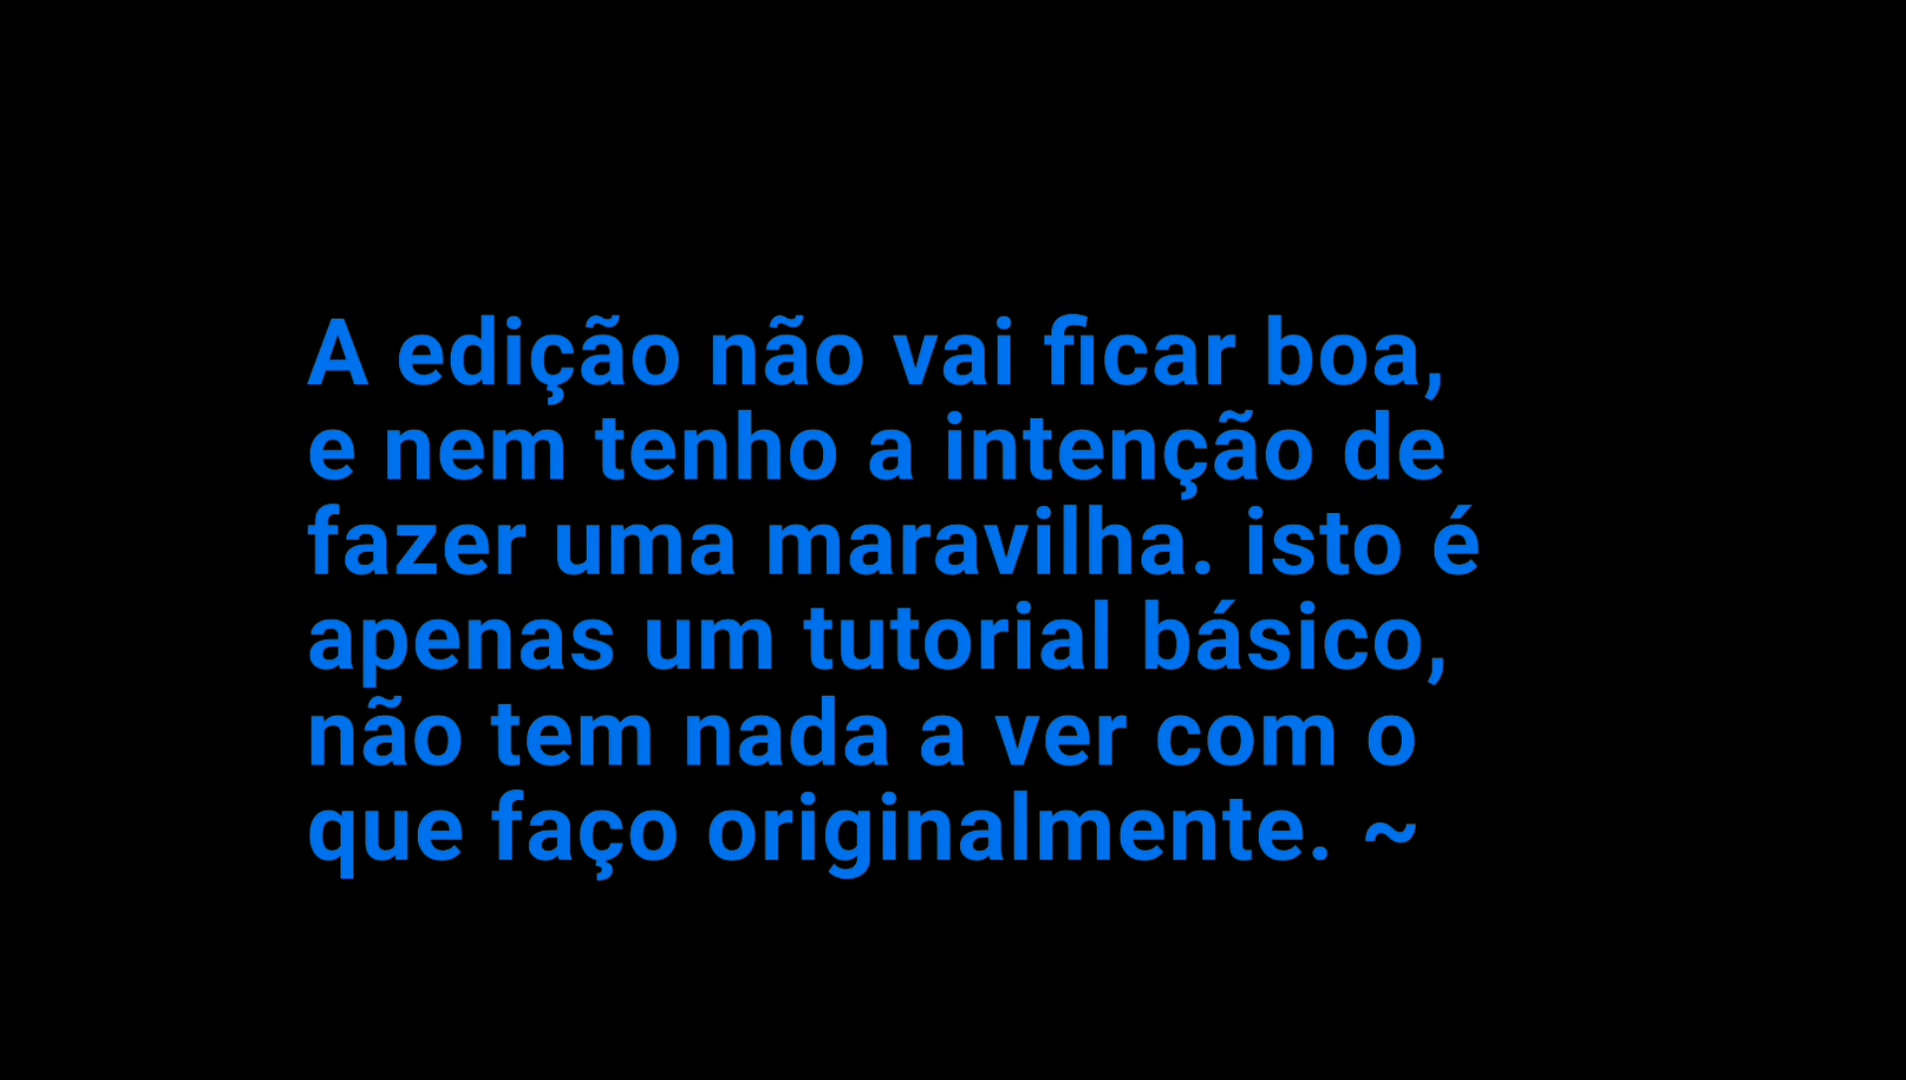 A edição não vai ficar boa,
e nem tenho a intenção de
fazer uma maravilha. isto é
apenas um tutorial básico,
não tem nada a ver com o
que faço originalmente. ~